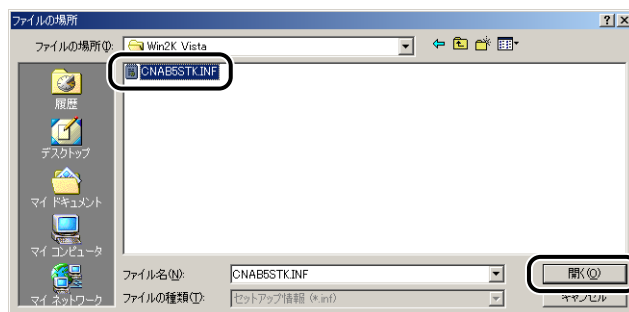 ファイルの場所
ファイルの場所(I): Win2K Vista
CNAB5STK.INF
履歴
デスクトップ
マイ ドキュメント
マイ コンピュータ
マイ ネットワーク
ファイル名(N): CNAB5STK.INF 開く(O)
ファイルの種類(T): セットアップ情報 (*.inf) キャンセル